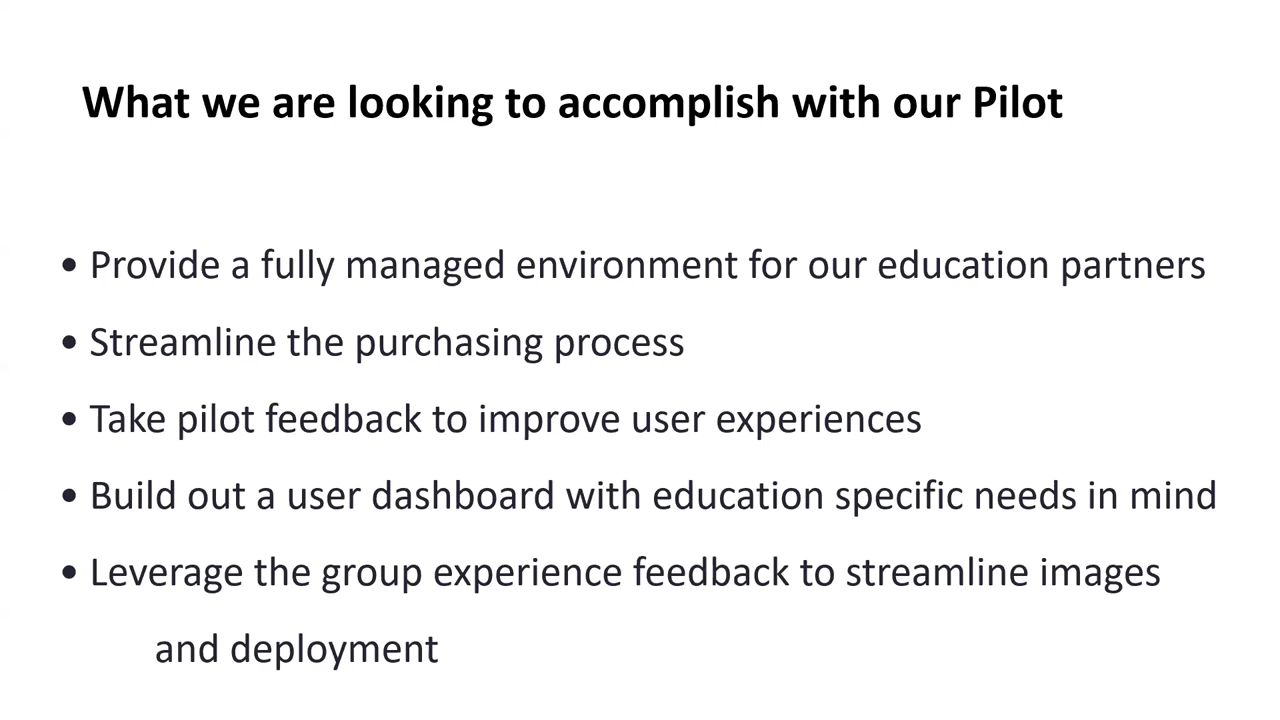 What we are looking to accomplish with our Pilot
• Provide a fully managed environment for our education partners
• Streamline the purchasing process
• Take pilot feedback to improve user experiences
• Build out a user dashboard with education specific needs in mind
• Leverage the group experience feedback to streamline images
and deployment